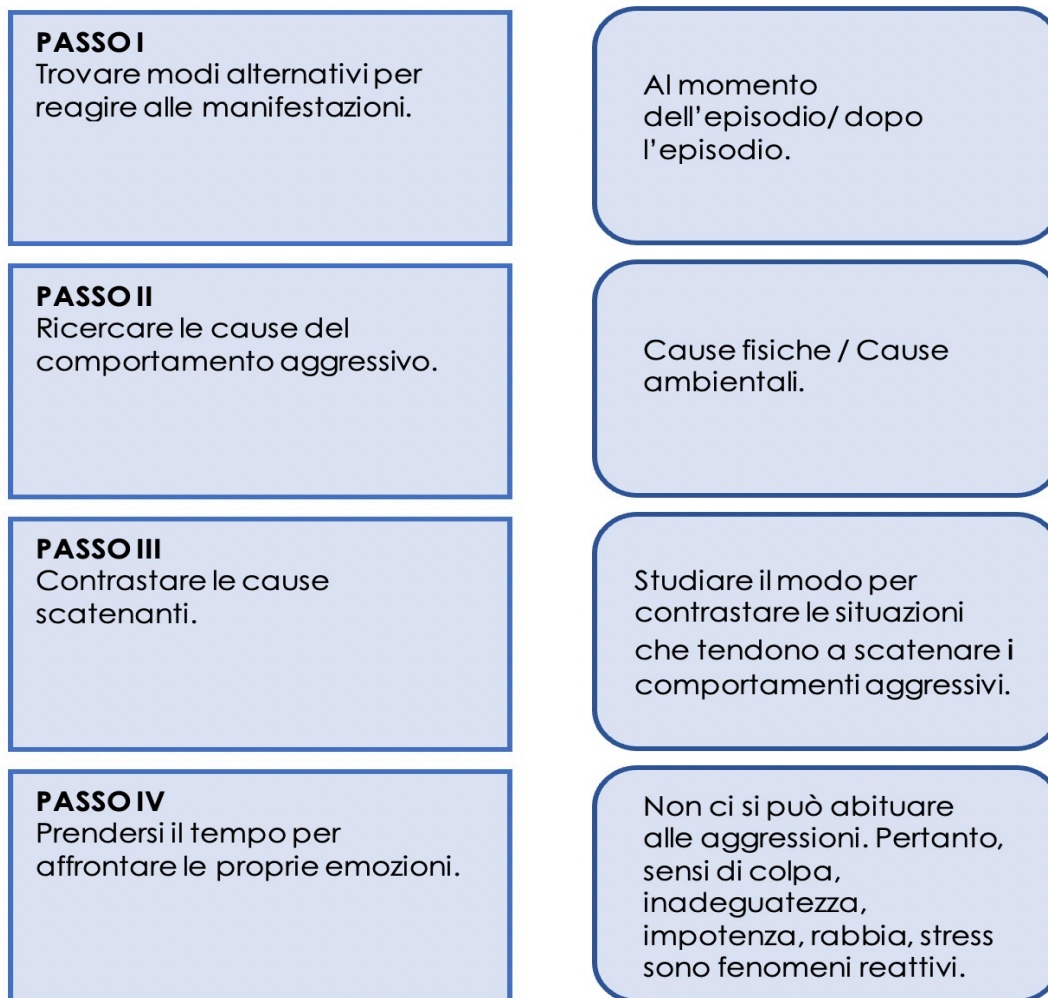 PASSO I
Trovare modi alternativi per
reagire alle manifestazioni.
Al momento
dell’episodio/ dopo
l’episodio.
PASSO II
Ricercare le cause del
comportamento aggressivo.
Cause fisiche / Cause
ambientali.
PASSO III
Contrastare le cause
scatenanti.
Studiare il modo per
contrastare le situazioni
che tendono a scatenare i
comportamenti aggressivi.
PASSO IV
Prendersi il tempo per
affrontare le proprie emozioni.
Non ci si può abituare
alle aggressioni. Pertanto,
sensi di colpa,
inadeguatezza,
impotenza, rabbia, stress
sono fenomeni reattivi.